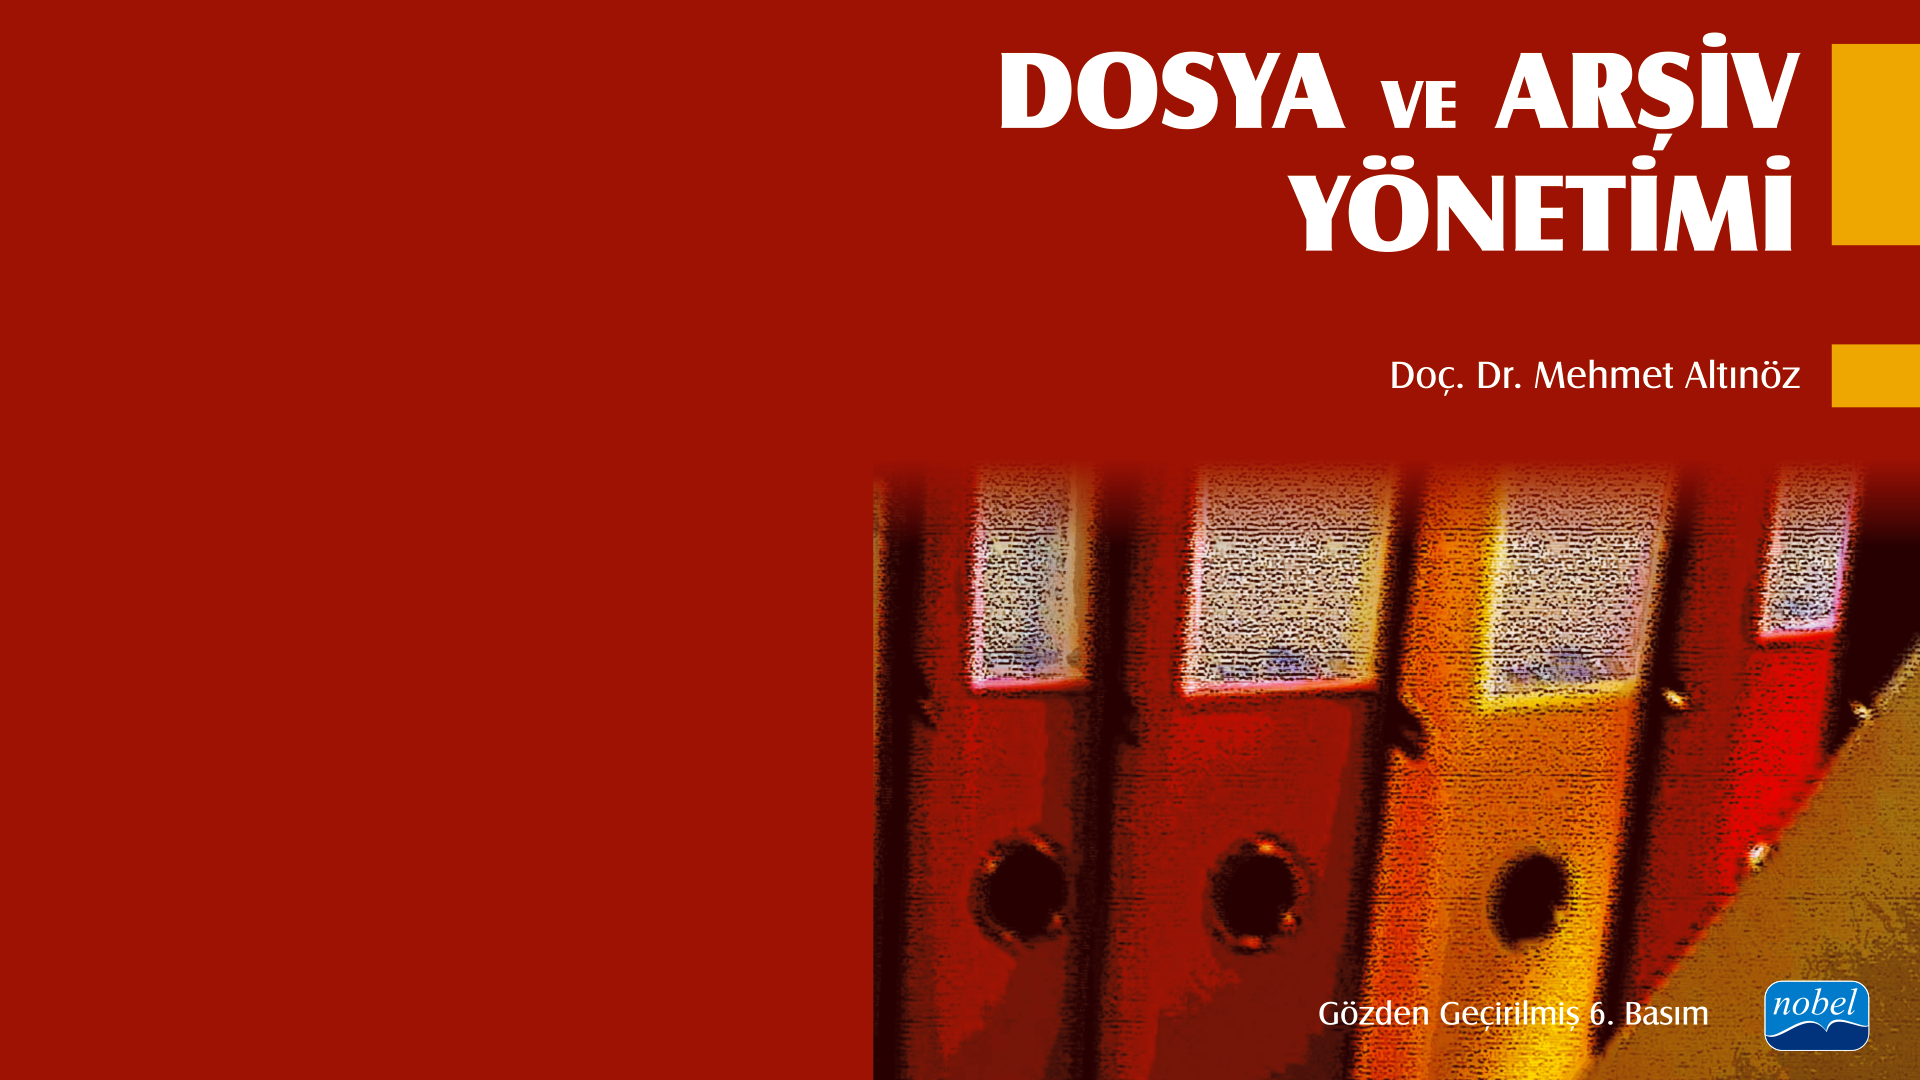 DOSYA VE ARŞİV
YÖNETİMİ
Doç. Dr. Mehmet Altınöz
Gözden Geçirilmiş 6. Basım
nobel